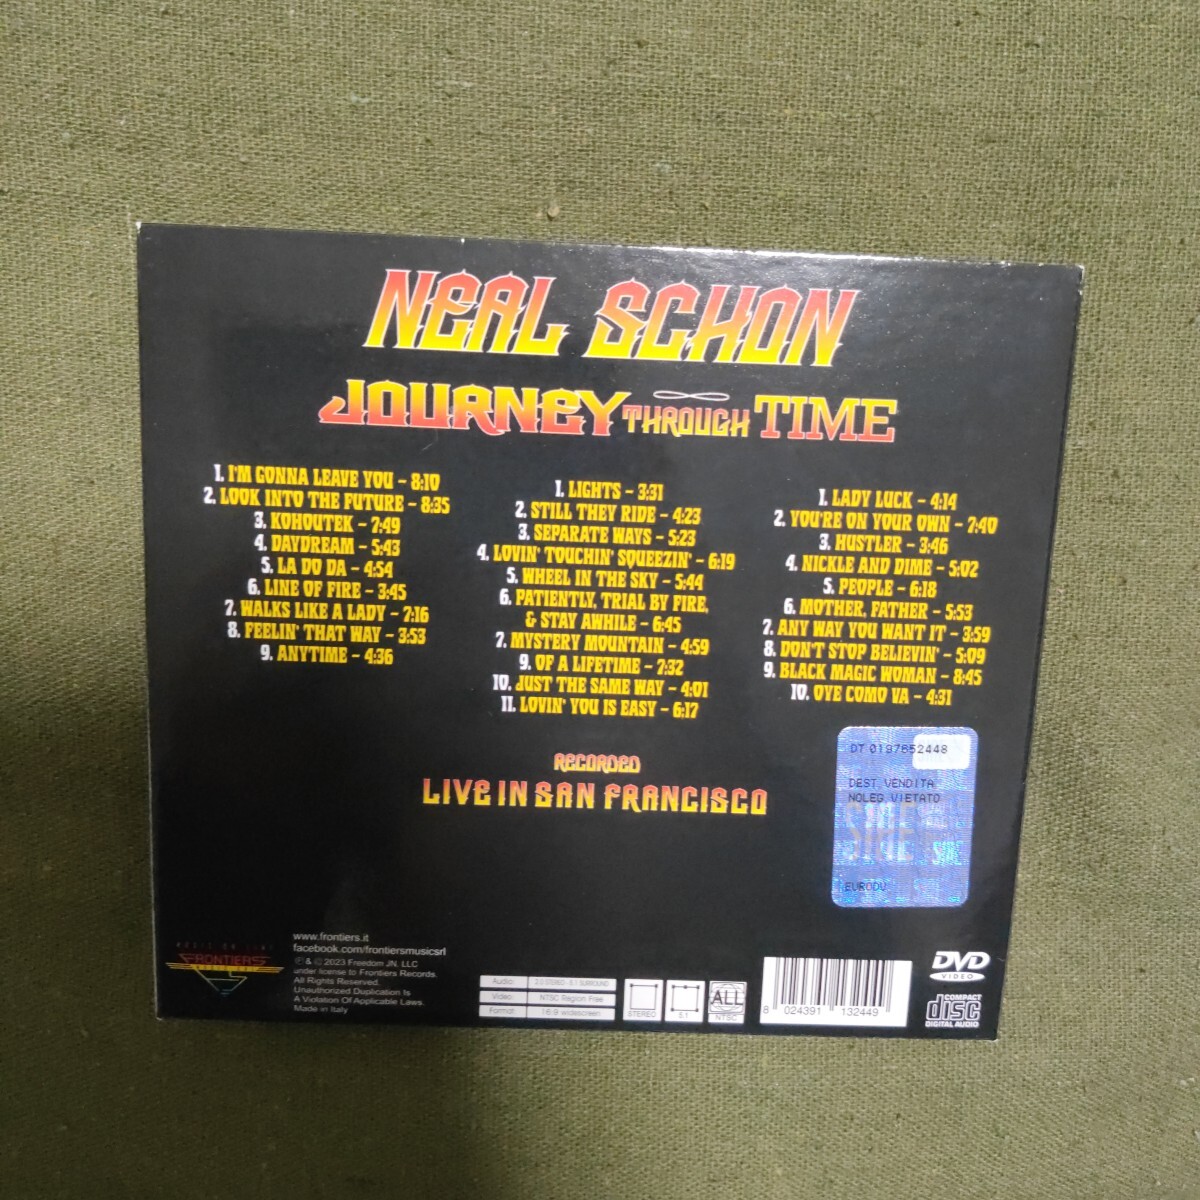 NEAL SCHON
JOURNEY THROUGH TIME
1. I'M GONNA LEAVE YOU – 8:10
2. LOOK INTO THE FUTURE – 8:35
3. KOHOUTEK – 7:49
4. DAYDREAM – 5:43
5. LA DO DA – 4:54
6. LINE OF FIRE – 3:45
7. WALKS LIKE A LADY – 7:16
8. FEELIN' THAT WAY – 3:53
9. ANYTIME – 4:36
1. LIGHTS – 3:31
2. STILL THEY RIDE – 4:23
3. SEPARATE WAYS – 5:23
4. LOVIN' TOUCHIN' SQUEEZIN' – 6:19
5. WHEEL IN THE SKY – 5:44
6. PATIENTLY, TRIAL BY FIRE,
& STAY AWHILE – 6:45
7. MYSTERY MOUNTAIN – 4:59
9. OF A LIFETIME – 7:32
10. JUST THE SAME WAY – 4:01
11. LOVIN' YOU IS EASY – 6:17
1. LADY LUCK – 4:14
2. YOU'RE ON YOUR OWN – 7:40
3. HUSTLER – 3:46
4. NICKLE AND DIME – 5:02
5. PEOPLE – 6:18
6. MOTHER, FATHER – 5:53
7. ANY WAY YOU WANT IT – 3:59
8. DON'T STOP BELIEVIN' – 5:09
9. BLACK MAGIC WOMAN – 8:45
10. OYE COMO VA – 4:31
RECORDED
LIVE IN SAN FRANCISCO
DT 0197652448
DEST.VENDITA
NOLEG.VIETATO
EURODV
FRONTIERS
www.frontiers.it
facebook.com/frontiersmusicsrl
℗ & © 2023 Freedom JN, LLC
under license to Frontiers Records.
All Rights Reserved.
Unauthorized Duplication Is
A Violation Of Applicable Laws.
Made in Italy
Audio: 2.0 STEREO - 5.1 SURROUND
Video: NTSC Region Free
Format: 16:9 widescreen
STEREO
5.1
ALL
NTSC
8 024391 132449
DVD
VIDEO
COMPACT
disc
DIGITAL AUDIO